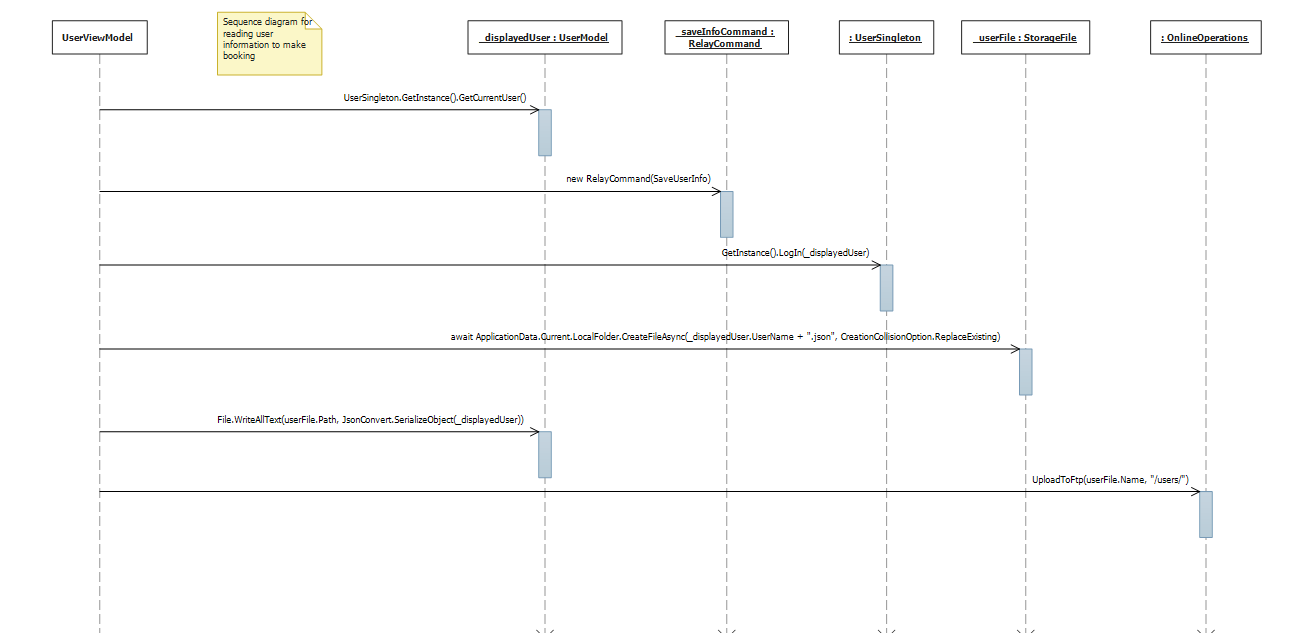 UserViewModel
Sequence diagram for
reading user
information to make
booking
_displayedUser : UserModel
_saveInfoCommand :
RelayCommand
: UserSingleton
_userFile : StorageFile
: OnlineOperations
UserSingleton.GetInstance().GetCurrentUser()
new RelayCommand(SaveUserInfo)
GetInstance().LogIn(_displayedUser)
await ApplicationData.Current.LocalFolder.CreateFileAsync(_displayedUser.UserName + ".json", CreationCollisionOption.ReplaceExisting)
File.WriteAllText(userFile.Path, JsonConvert.SerializeObject(_displayedUser))
UploadToFtp(userFile.Name, "/users/")